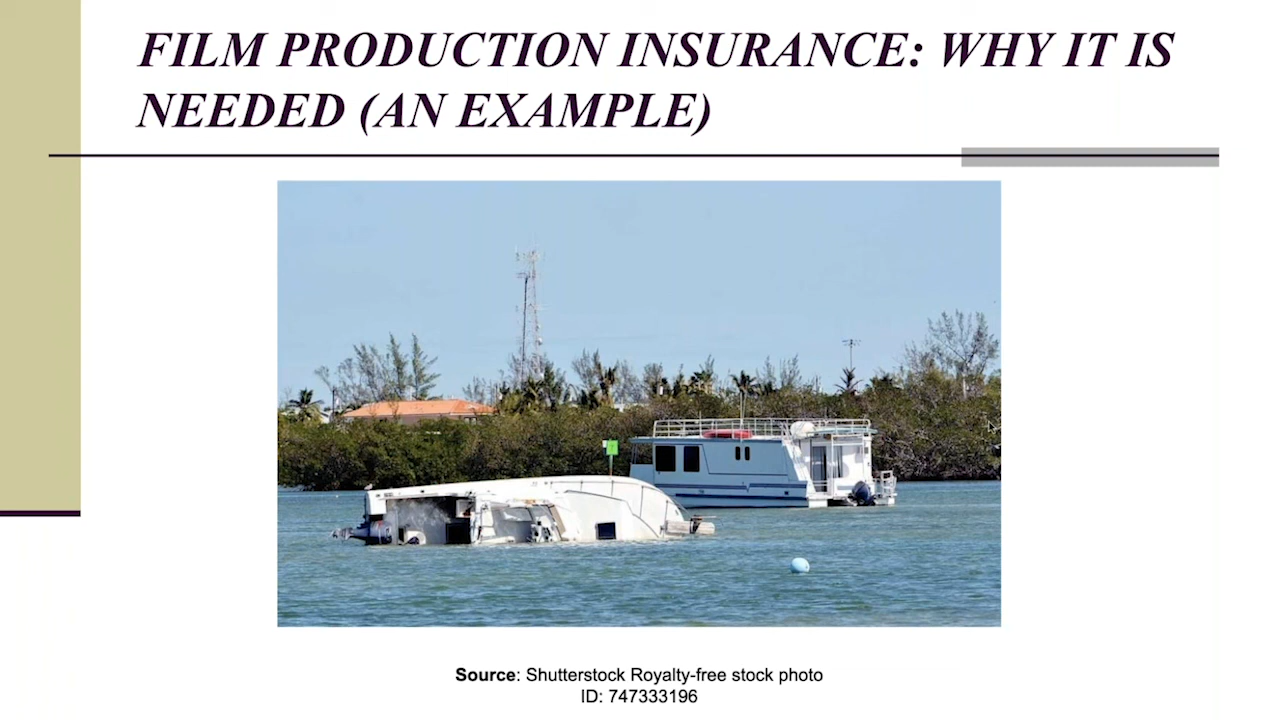 FILM PRODUCTION INSURANCE: WHY IT IS
NEEDED (AN EXAMPLE)
Source: Shutterstock Royalty-free stock photo
ID: 747333196